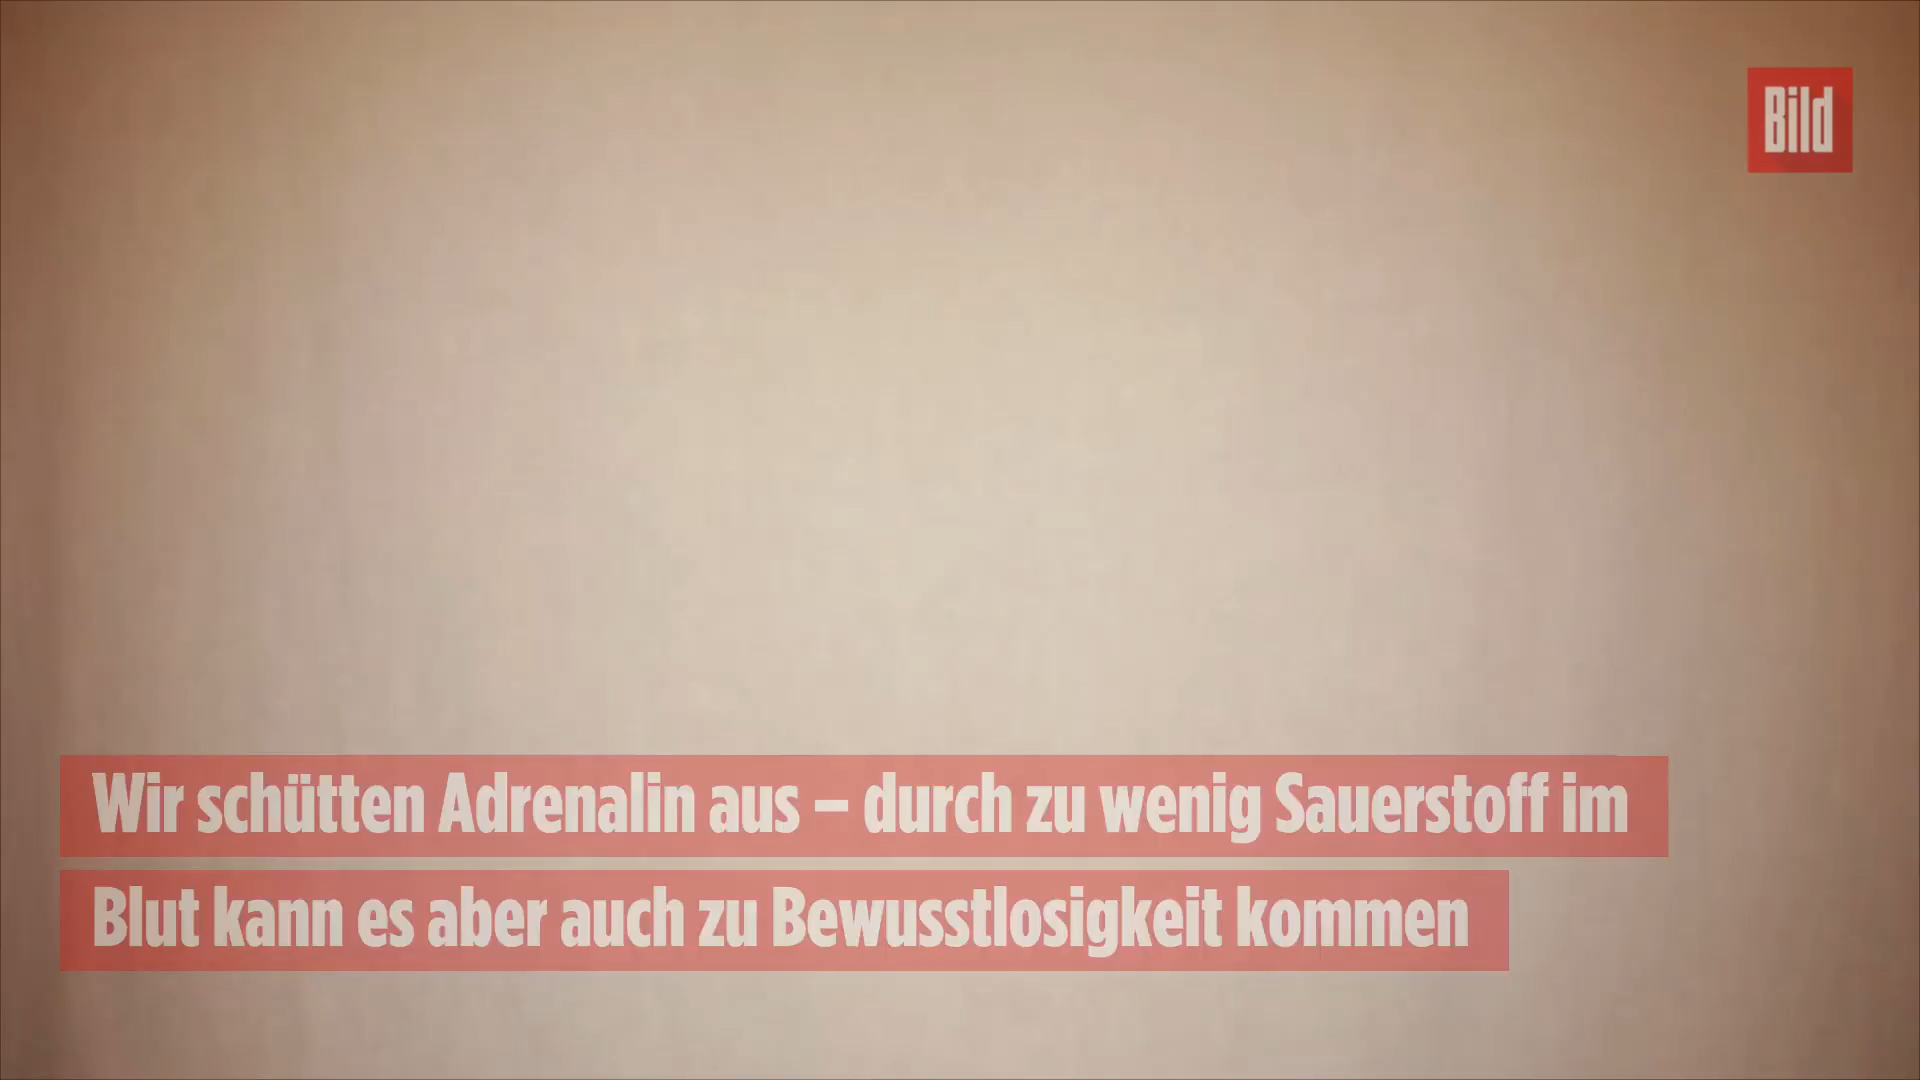 Bild
Wir schütten Adrenalin aus – durch zu wenig Sauerstoff im
Blut kann es aber auch zu Bewusstlosigkeit kommen